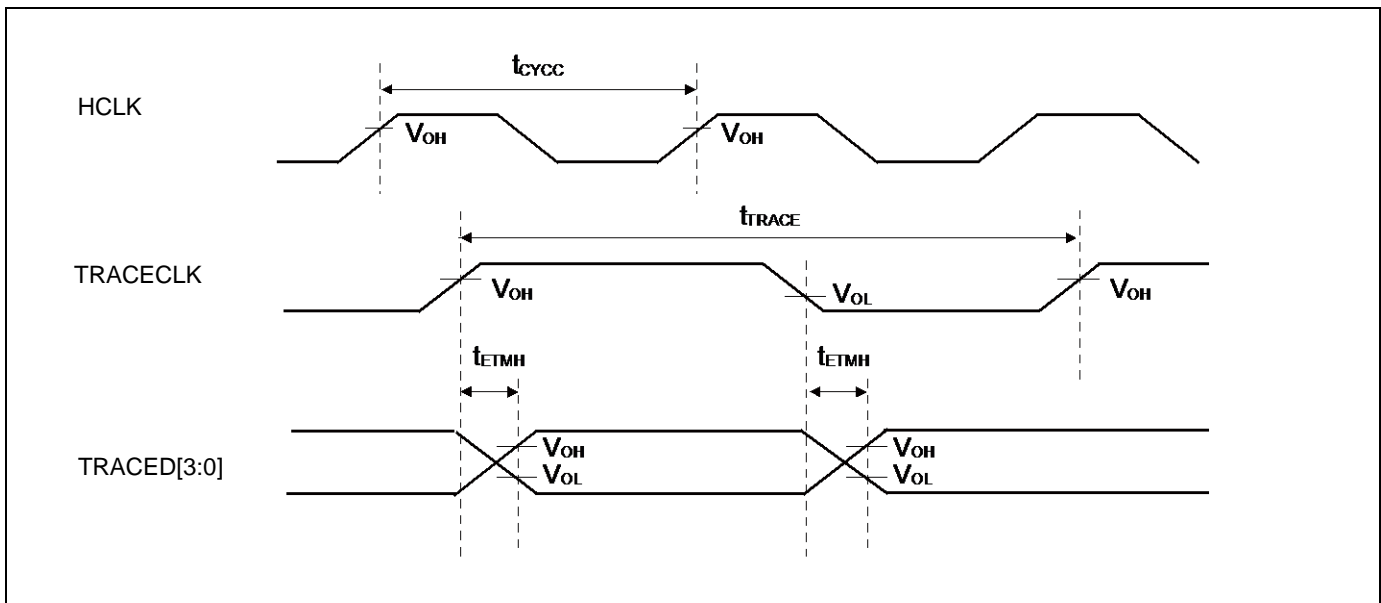 tCYCC
HCLK
VOH VOH
tTRACE
TRACECLK
VOH VOL VOH
tETMH tETMH
VOH VOH
TRACED[3:0]
VOL VOL